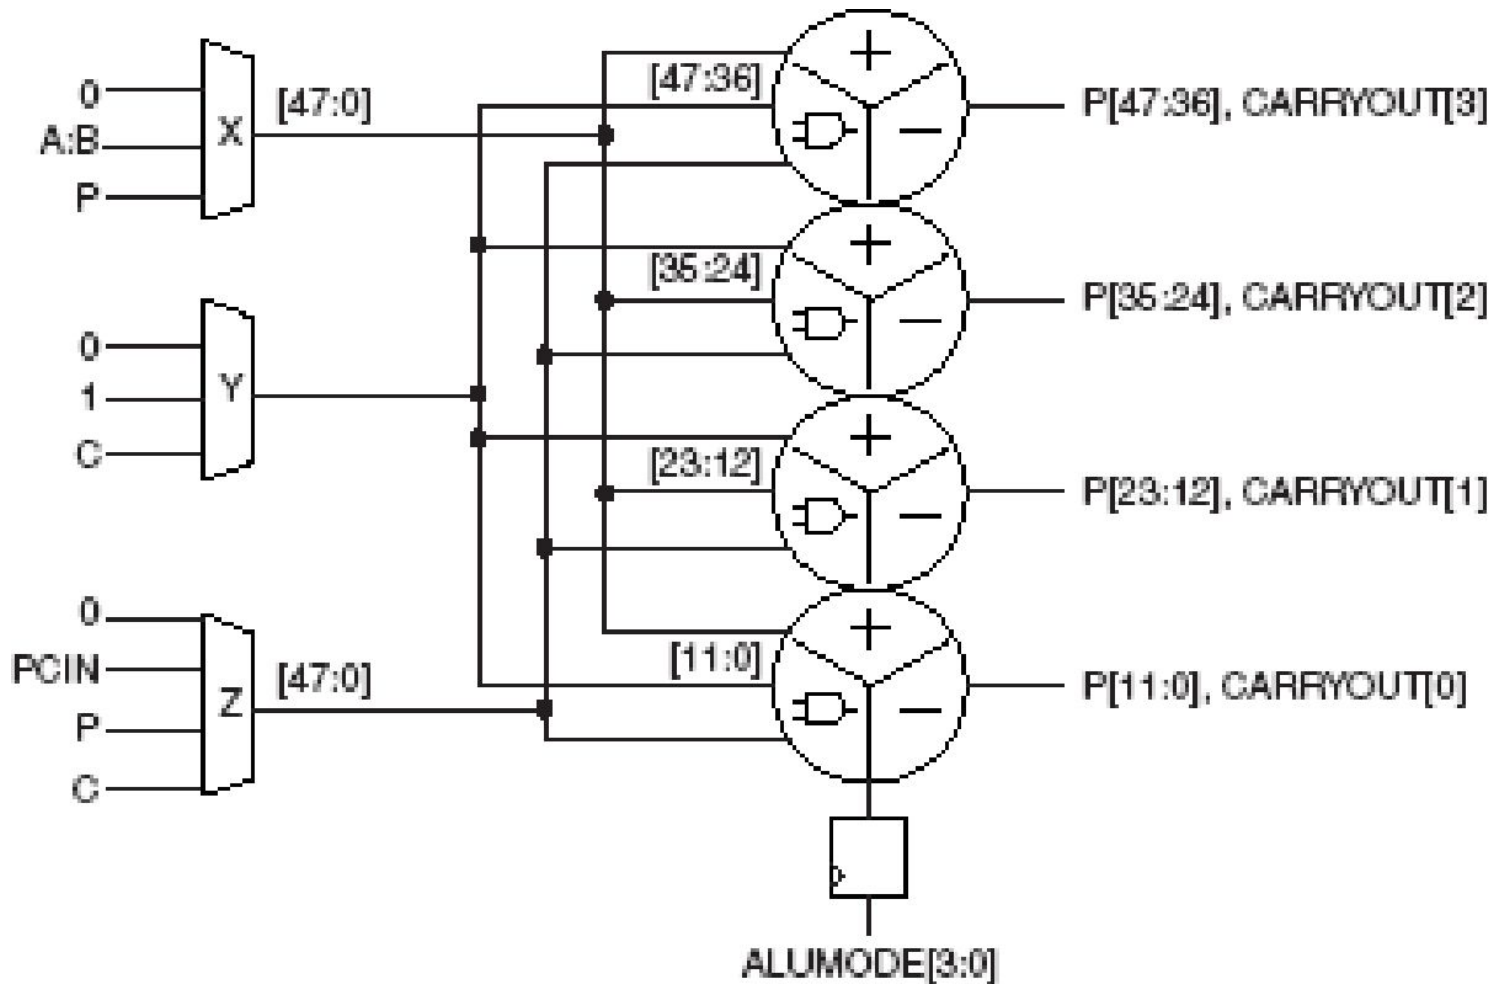 0
A:B
P
X
[47:0]
0
1
C
Y
0
PCIN
P
C
Z
[47:0]
[47:36]
+
—
P[47:36], CARRYOUT[3]
[35:24]
+
—
P[35:24], CARRYOUT[2]
[23:12]
+
—
P[23:12], CARRYOUT[1]
[11:0]
+
—
P[11:0], CARRYOUT[0]
ALUMODE[3:0]